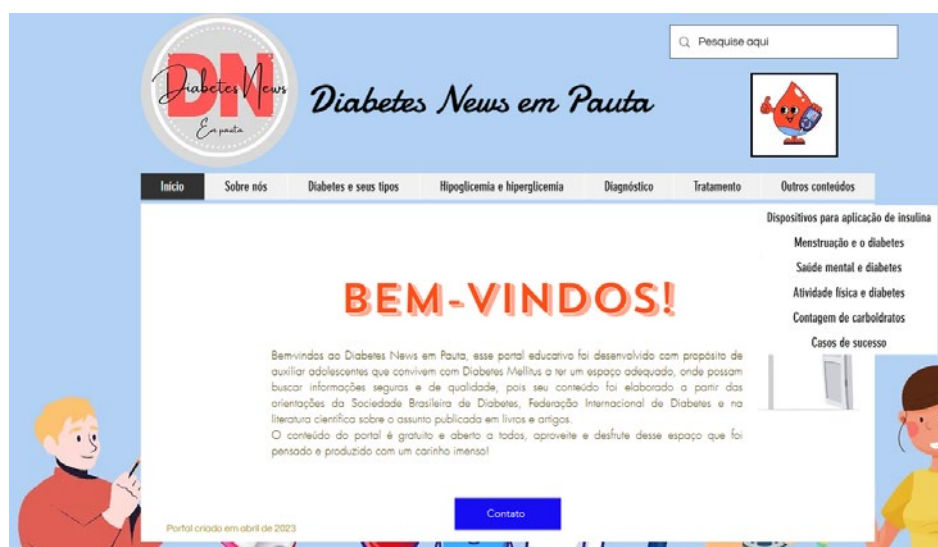 Pesquise aqui
DN
Diabetes News
Em pauta
Diabetes News em Pauta
Início Sobre nós Diabetes e seus tipos Hipoglicemia e hiperglicemia Diagnóstico Tratamento Outros conteúdos
Dispositivos para aplicação de insulina
Menstruação e o diabetes
Saúde mental e diabetes
Atividade física e diabetes
Contagem de carboidratos
Casos de sucesso
BEM-VINDOS!
Bem-vindos ao Diabetes News em Pauta, esse portal educativo foi desenvolvido com propósito de
auxiliar adolescentes que convivem com Diabetes Mellitus a ter um espaço adequado, onde possam
buscar informações seguras e de qualidade, pois seu conteúdo foi elaborado a partir das
orientações da Sociedade Brasileira de Diabetes, Federação Internacional de Diabetes e na
literatura científica sobre o assunto publicada em livros e artigos.
O conteúdo do portal é gratuito e aberto a todos, aproveite e desfrute desse espaço que foi
pensado e produzido com um carinho imenso!
Contato
Portal criado em abril de 2023